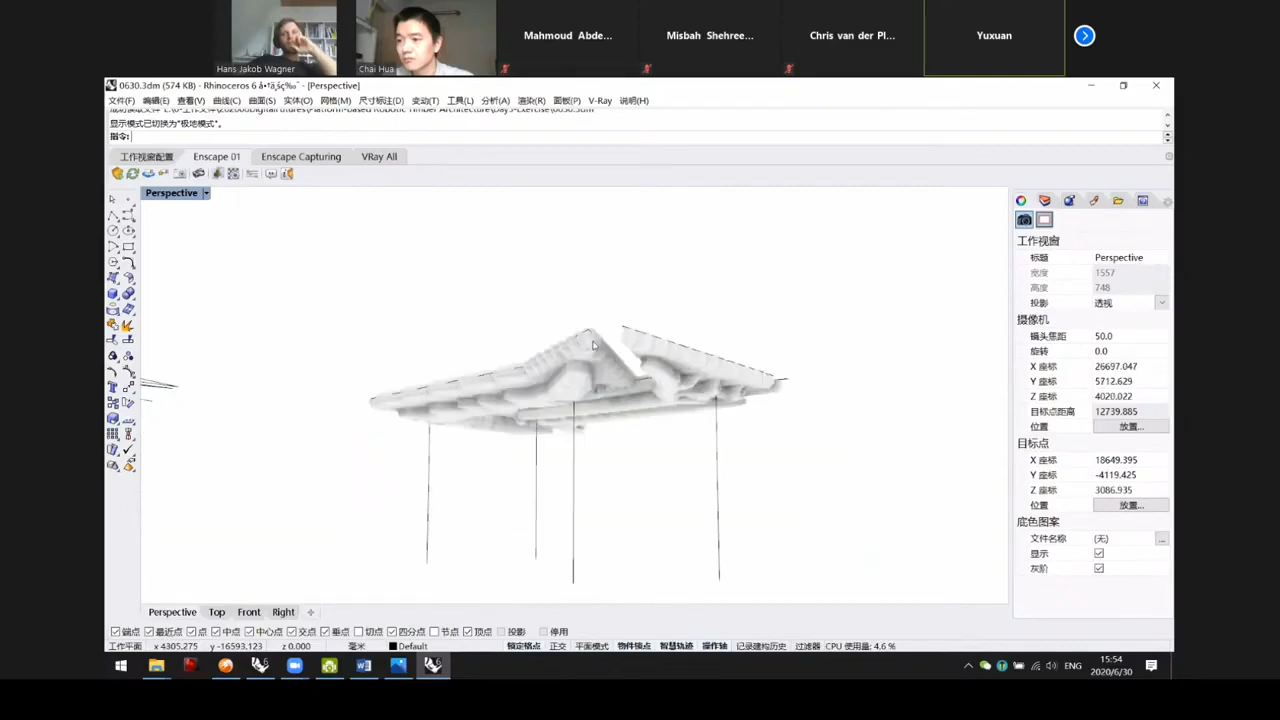 Hans Jakob Wagner
Chai Hua
Mahmoud Abde...
Misbah Shehree...
Chris van der Pl...
Yuxuan
0630.3dm (574 KB) - Rhinoceros 6
- [Perspective]
文件(F) 编辑(E) 查看(V) 曲线(C) 曲面(S) 实体(O) 网格(M) 尺寸标注(D) 变动(T) 工具(L) 分析(A) 渲染(R) 面板(P) V-Ray 说明(H)
显示模式已切换为"极地模式"。
指令:
工作视窗配置 Enscape 01 Enscape Capturing VRay All
Perspective
工作视窗
标题 Perspective
宽度 1557
高度 748
投影 透视
摄像机
镜头焦距 50.0
旋转 0.0
X 座标 26697.047
Y 座标 5712.629
Z 座标 4020.022
目标点距离 12739.885
位置 放置...
目标点
X 座标 18649.395
Y 座标 -4119.425
Z 座标 3086.935
位置 放置...
底色图案
文件名称 (无) ...
显示
灰阶
Perspective Top Front Right
端点 最近点 点 中点 中心点 交点 垂点 切点 四分点 节点 顶点 投影 停用
工作平面 x 4305.275 y -16593.123 z 0.000 毫米 Default 锁定格点 正交 平面模式 物件锁点 智慧轨迹 操作轴 记录建构历史 过滤器 CPU 使用量: 4.6 %
ENG
15:54
2020/6/30